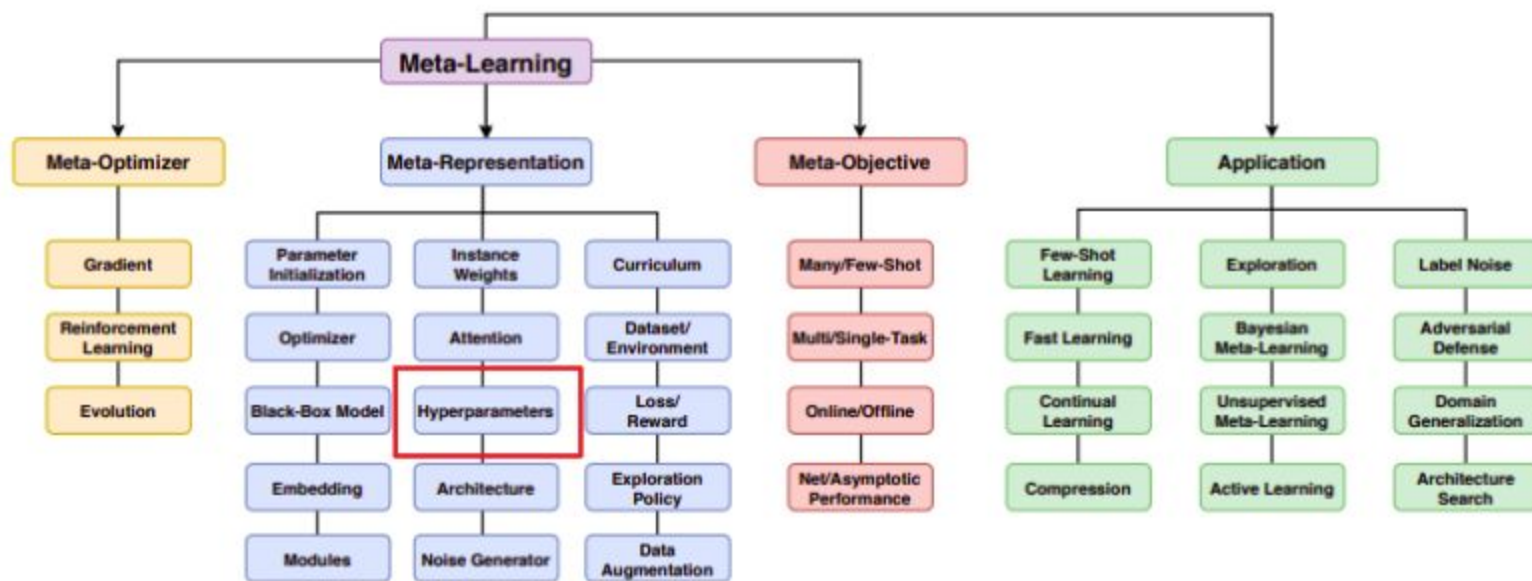 Meta-Learning
Meta-Optimizer
Meta-Representation
Meta-Objective
Application
Gradient
Reinforcement
Learning
Evolution
Parameter
Initialization
Optimizer
Black-Box Model
Embedding
Modules
Instance
Weights
Attention
Hyperparameters
Architecture
Noise Generator
Curriculum
Dataset/
Environment
Loss/
Reward
Exploration
Policy
Data
Augmentation
Many/Few-Shot
Multi/Single-Task
Online/Offline
Net/Asymptotic
Performance
Few-Shot
Learning
Fast Learning
Continual
Learning
Compression
Exploration
Bayesian
Meta-Learning
Unsupervised
Meta-Learning
Active Learning
Label Noise
Adversarial
Defense
Domain
Generalization
Architecture
Search